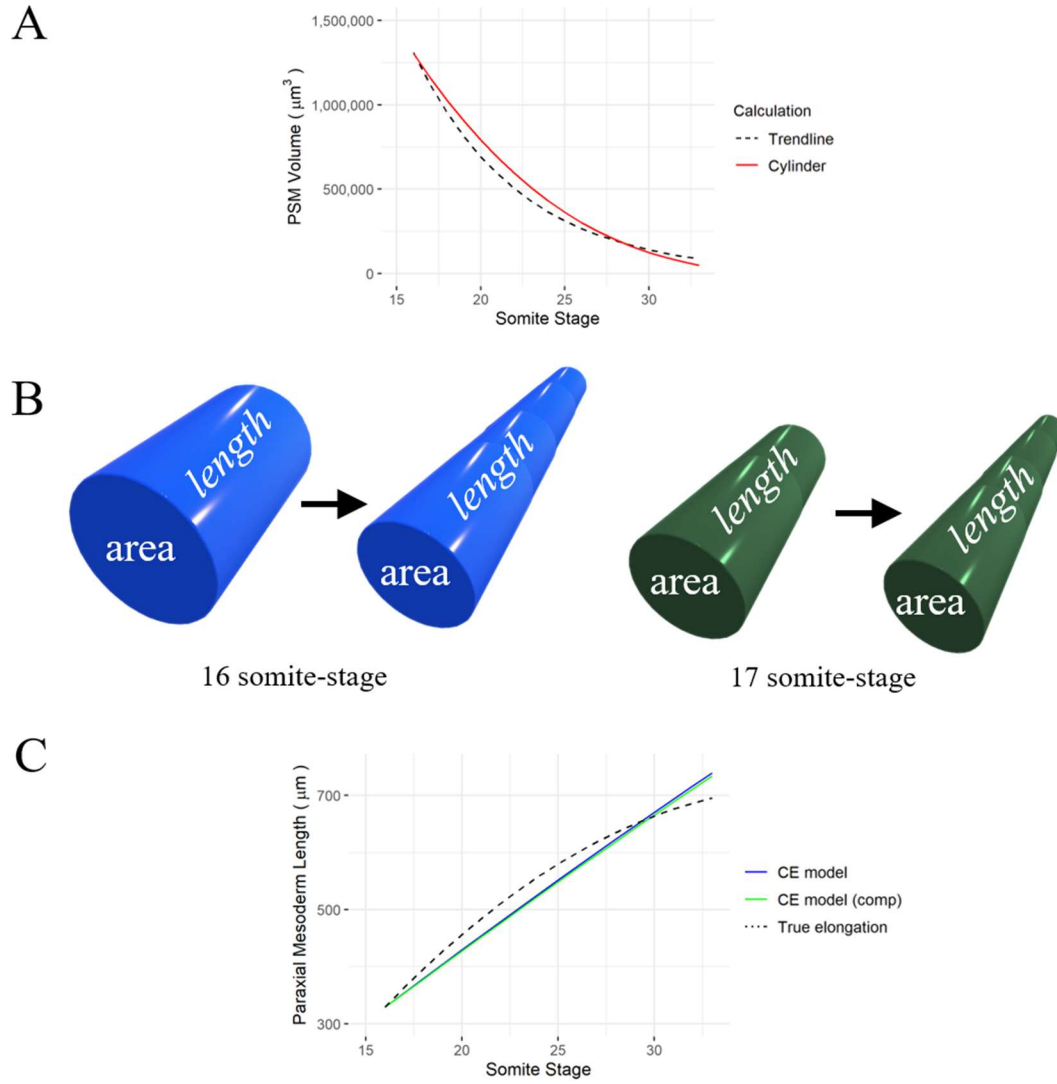 A
1,500,000
1,000,000
500,000
0
PSM Volume ( μm³ )
15 20 25 30
Somite Stage
Calculation
Trendline
Cylinder
B
length
area
length
area
16 somite-stage
length
area
length
area
17 somite-stage
C
700
500
300
Paraxial Mesoderm Length ( μm )
15 20 25 30
Somite Stage
CE model
CE model (comp)
True elongation